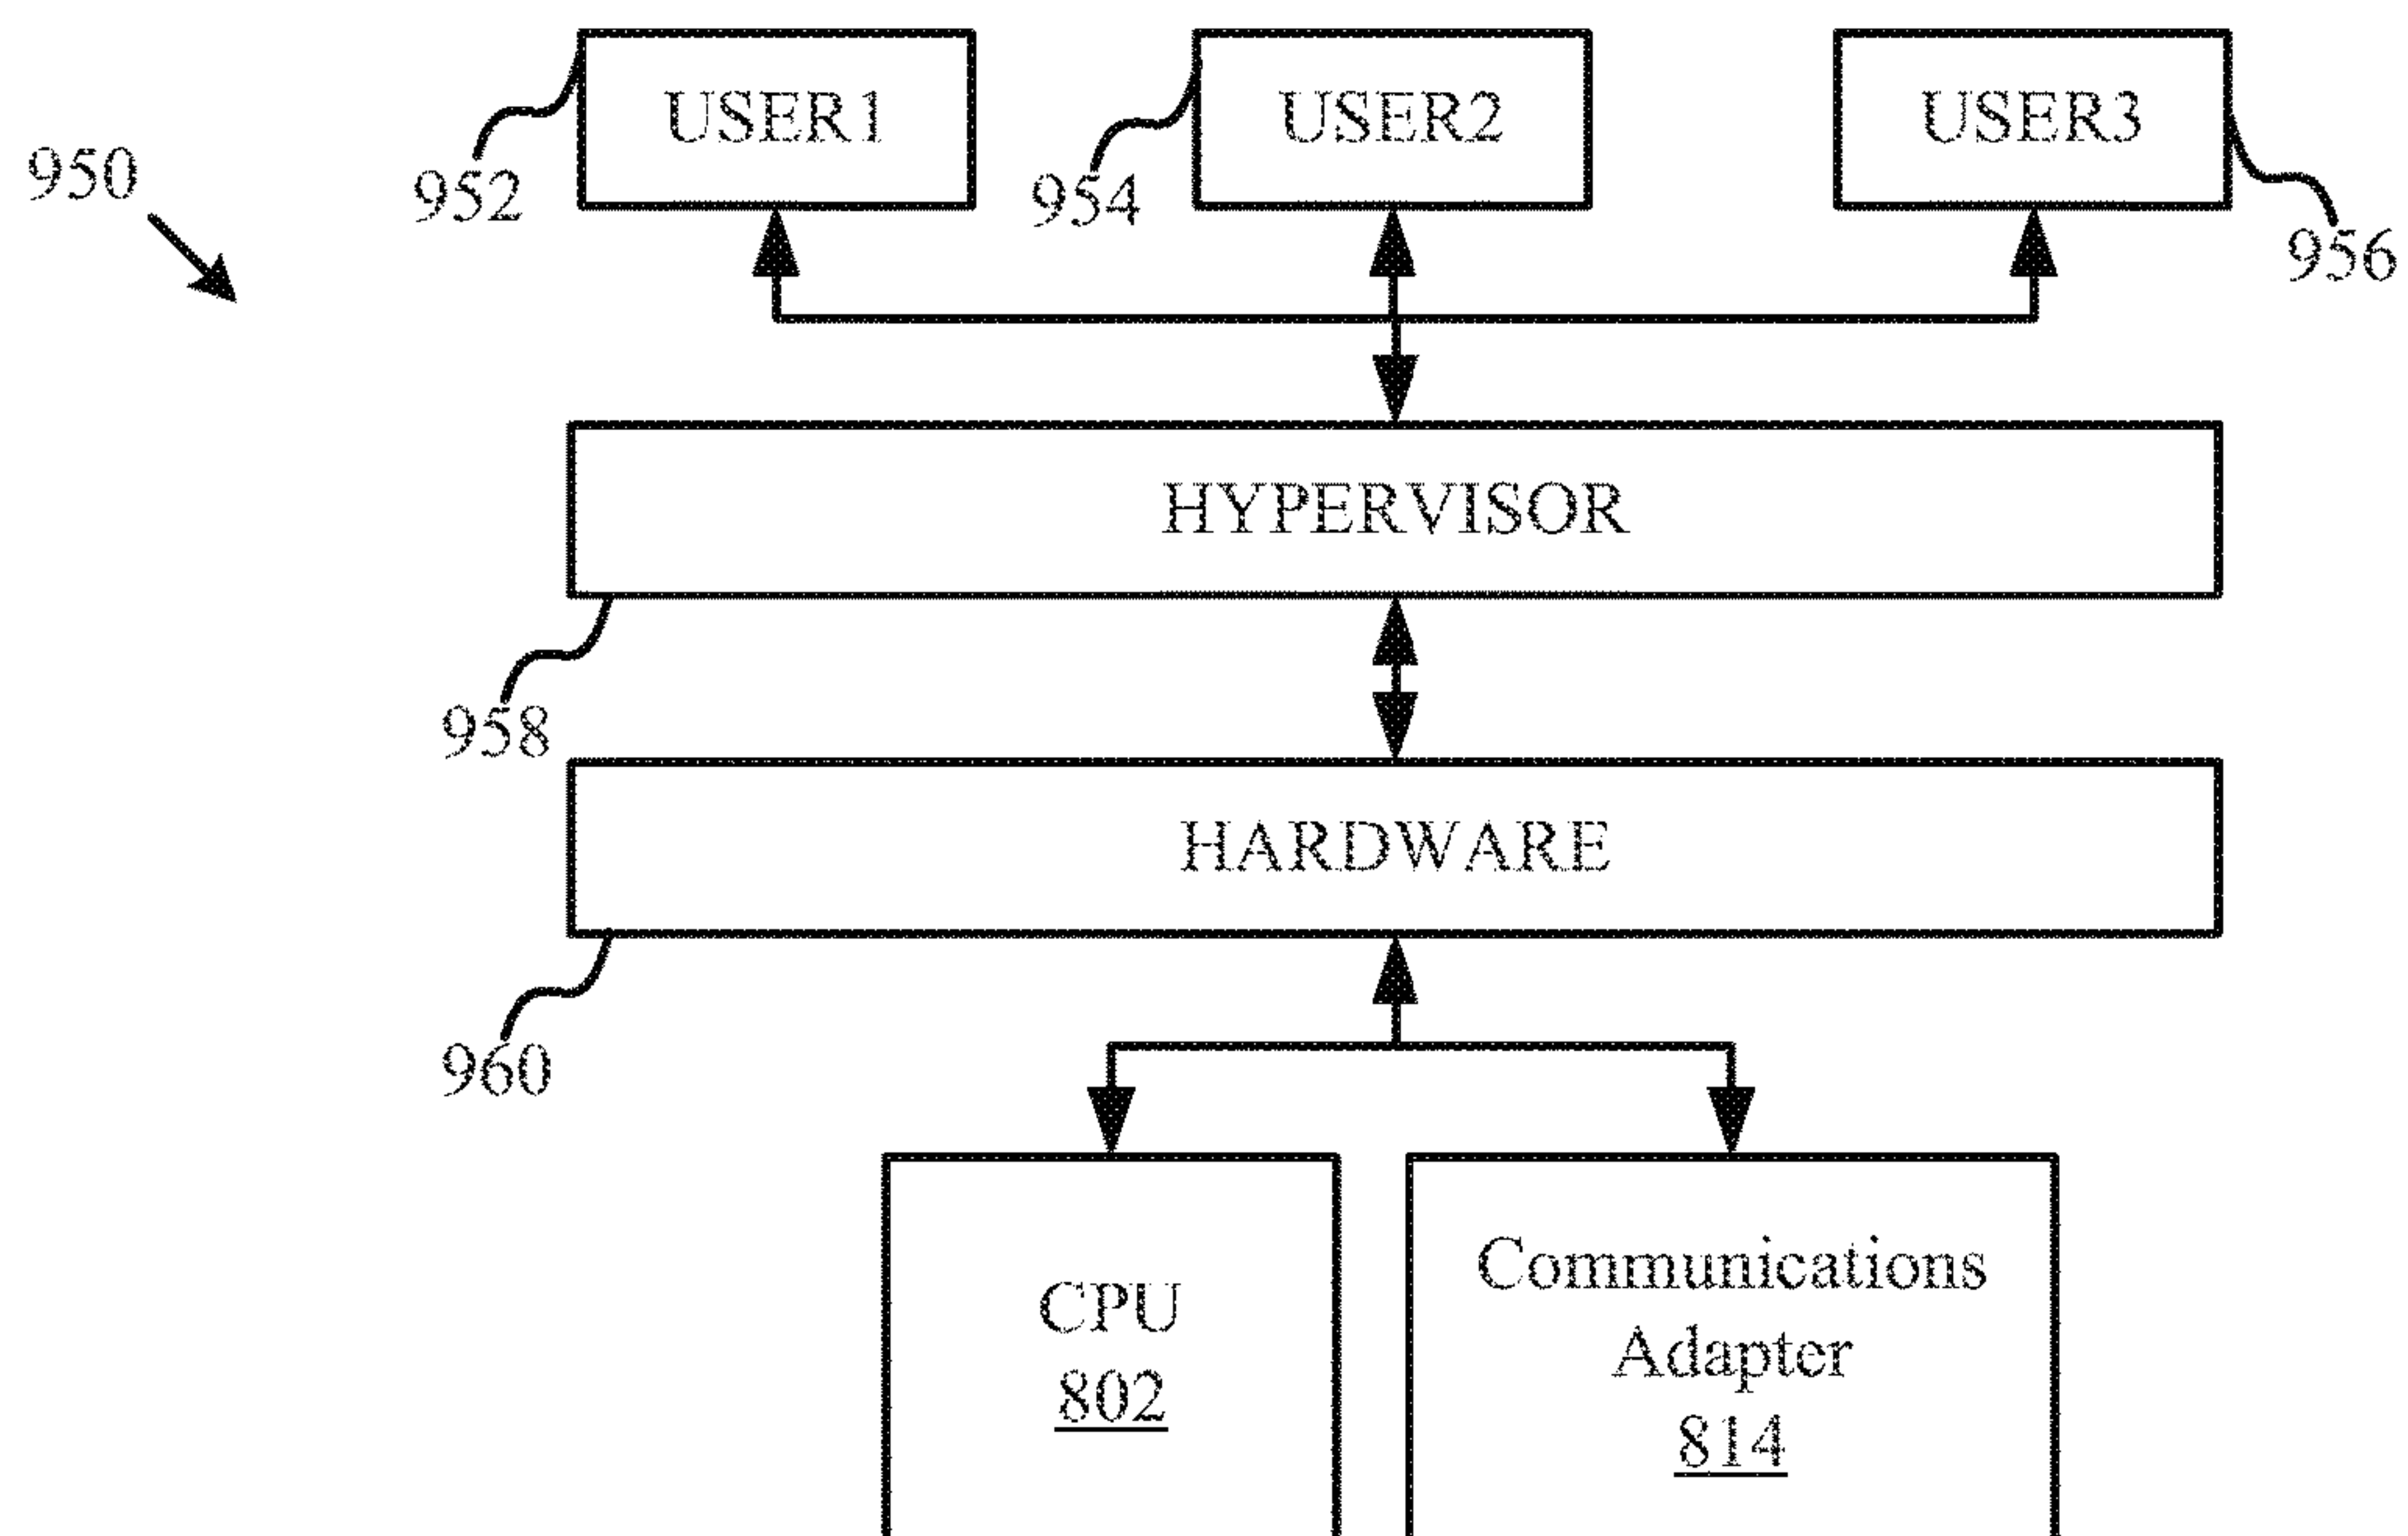 USER1
USER2
USER3
950
952
954
956
HYPERVISOR
958
HARDWARE
960
CPU
802
Communications
Adapter
814